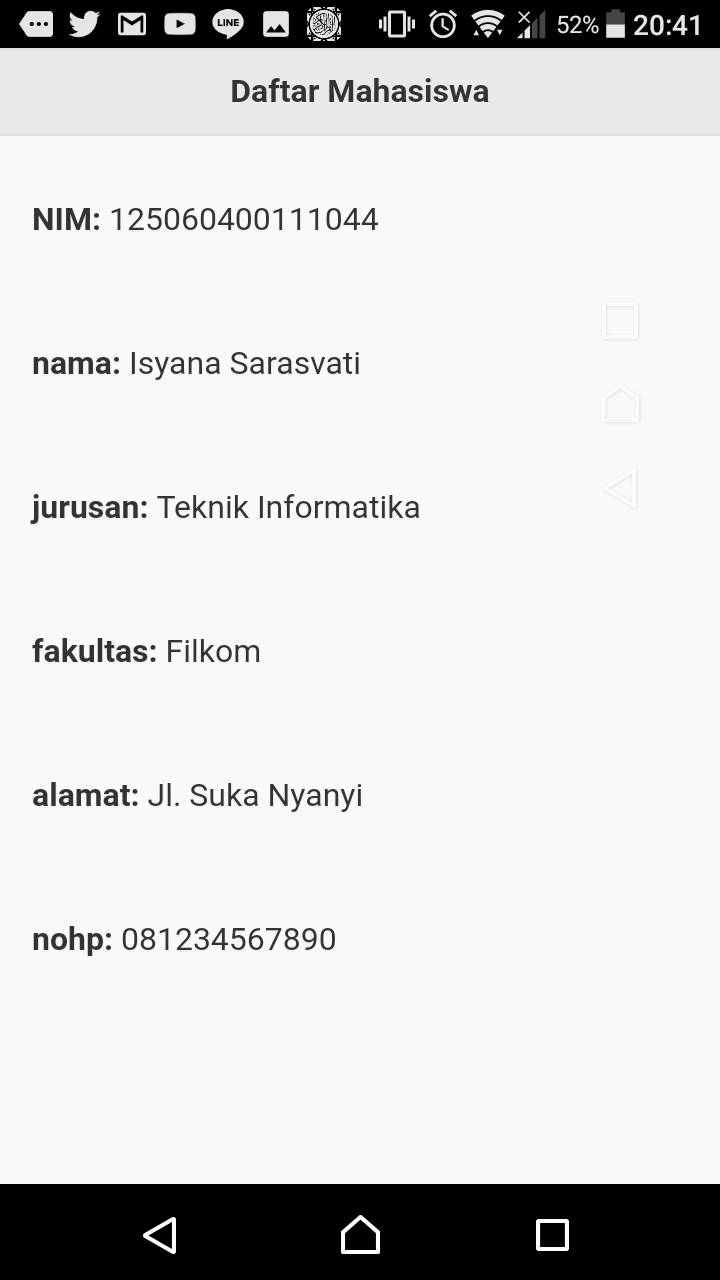 LINE 52% 20:41
Daftar Mahasiswa
NIM: 125060400111044
nama: Isyana Sarasvati
jurusan: Teknik Informatika
fakultas: Filkom
alamat: Jl. Suka Nyanyi
nohp: 081234567890